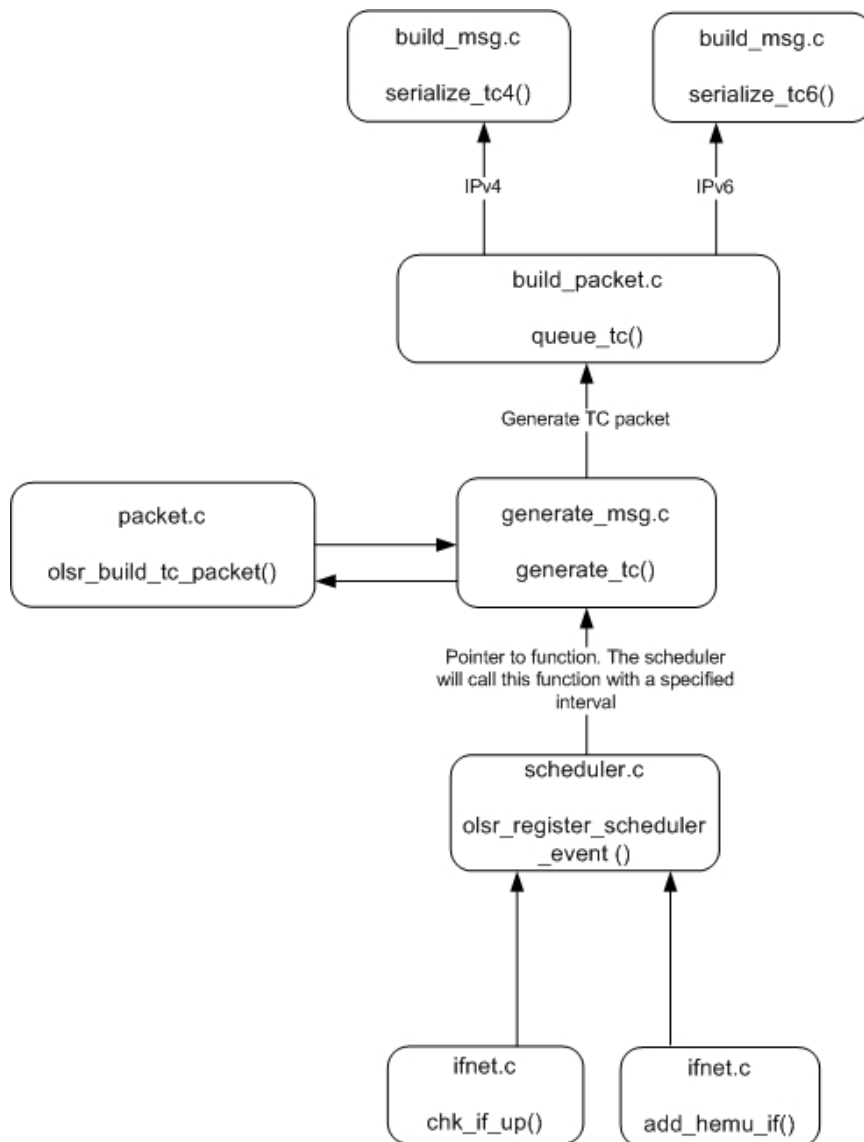 build_msg.c
serialize_tc4()
build_msg.c
serialize_tc6()
IPv4
IPv6
build_packet.c
queue_tc()
Generate TC packet
packet.c
olsr_build_tc_packet()
generate_msg.c
generate_tc()
Pointer to function. The scheduler
will call this function with a specified
interval
scheduler.c
olsr_register_scheduler
_event ()
ifnet.c
chk_if_up()
ifnet.c
add_hemu_if()